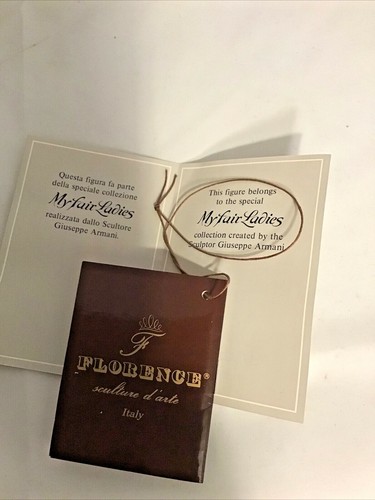 Questa figura fa parte
della speciale collezione
My Fair Ladies
realizzata dallo Scultore
Giuseppe Armani.
This figure belongs
to the special
My Fair Ladies
collection created by the
Sculptor Giuseppe Armani.
F
FLORENCE®
sculture d'arte
Italy